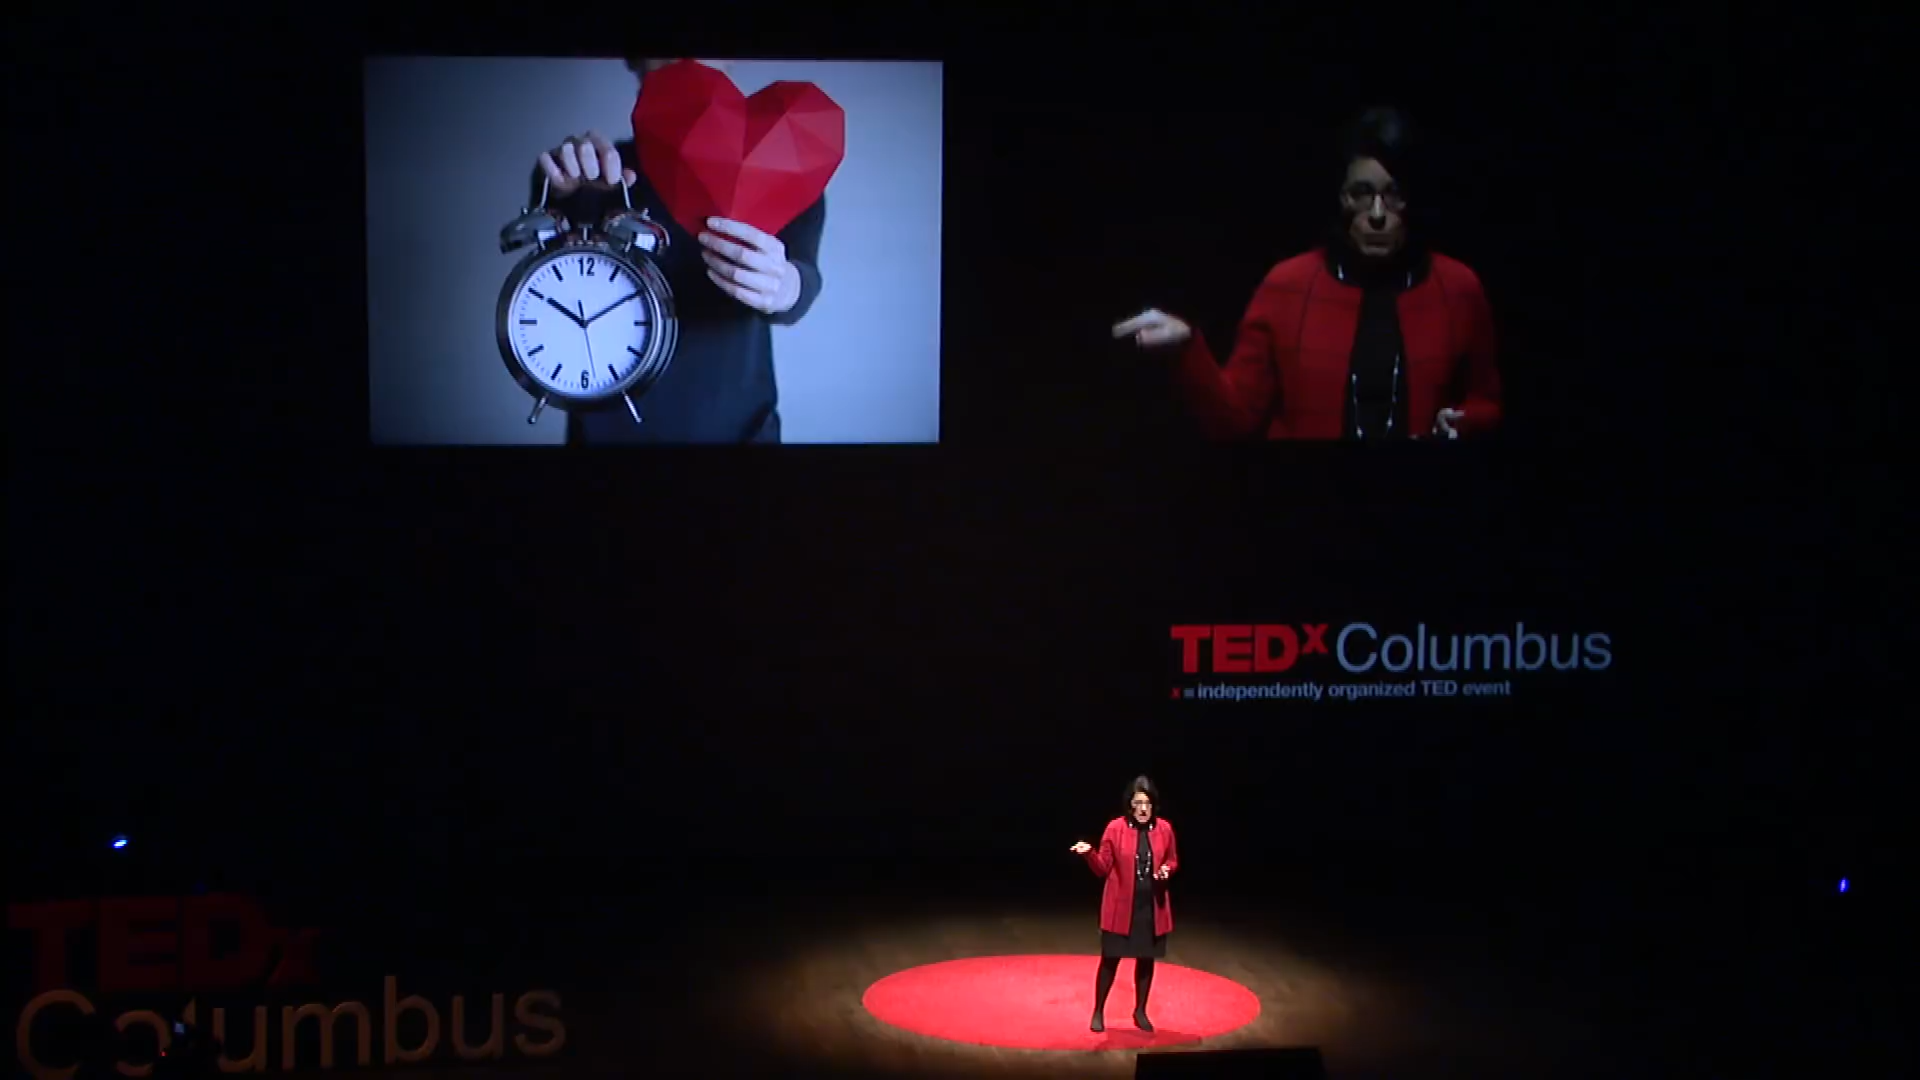 12
6
TEDx Columbus
x = independently organized TED event
TEDx
Columbus